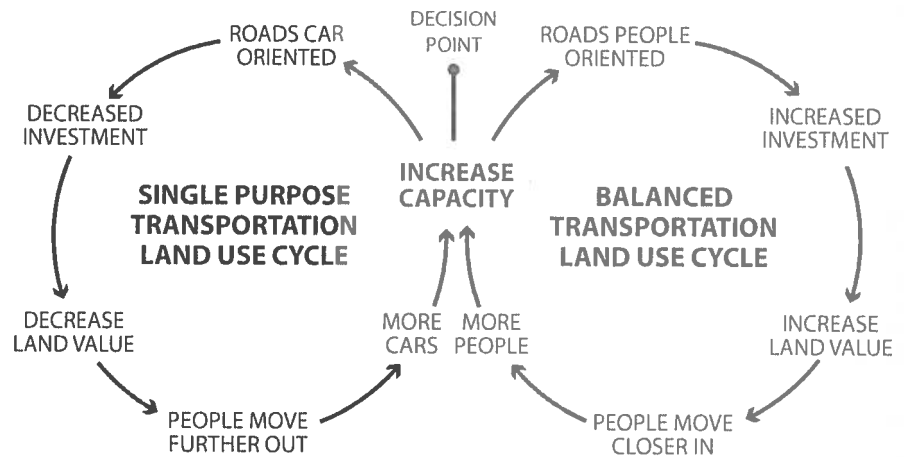 DECISION
POINT
ROADS CAR
ORIENTED
ROADS PEOPLE
ORIENTED
DECREASED
INVESTMENT
INCREASED
INVESTMENT
INCREASE
CAPACITY
SINGLE PURPOSE
TRANSPORTATION
LAND USE CYCLE
BALANCED
TRANSPORTATION
LAND USE CYCLE
DECREASE
LAND VALUE
MORE
CARS
MORE
PEOPLE
INCREASE
LAND VALUE
PEOPLE MOVE
FURTHER OUT
PEOPLE MOVE
CLOSER IN